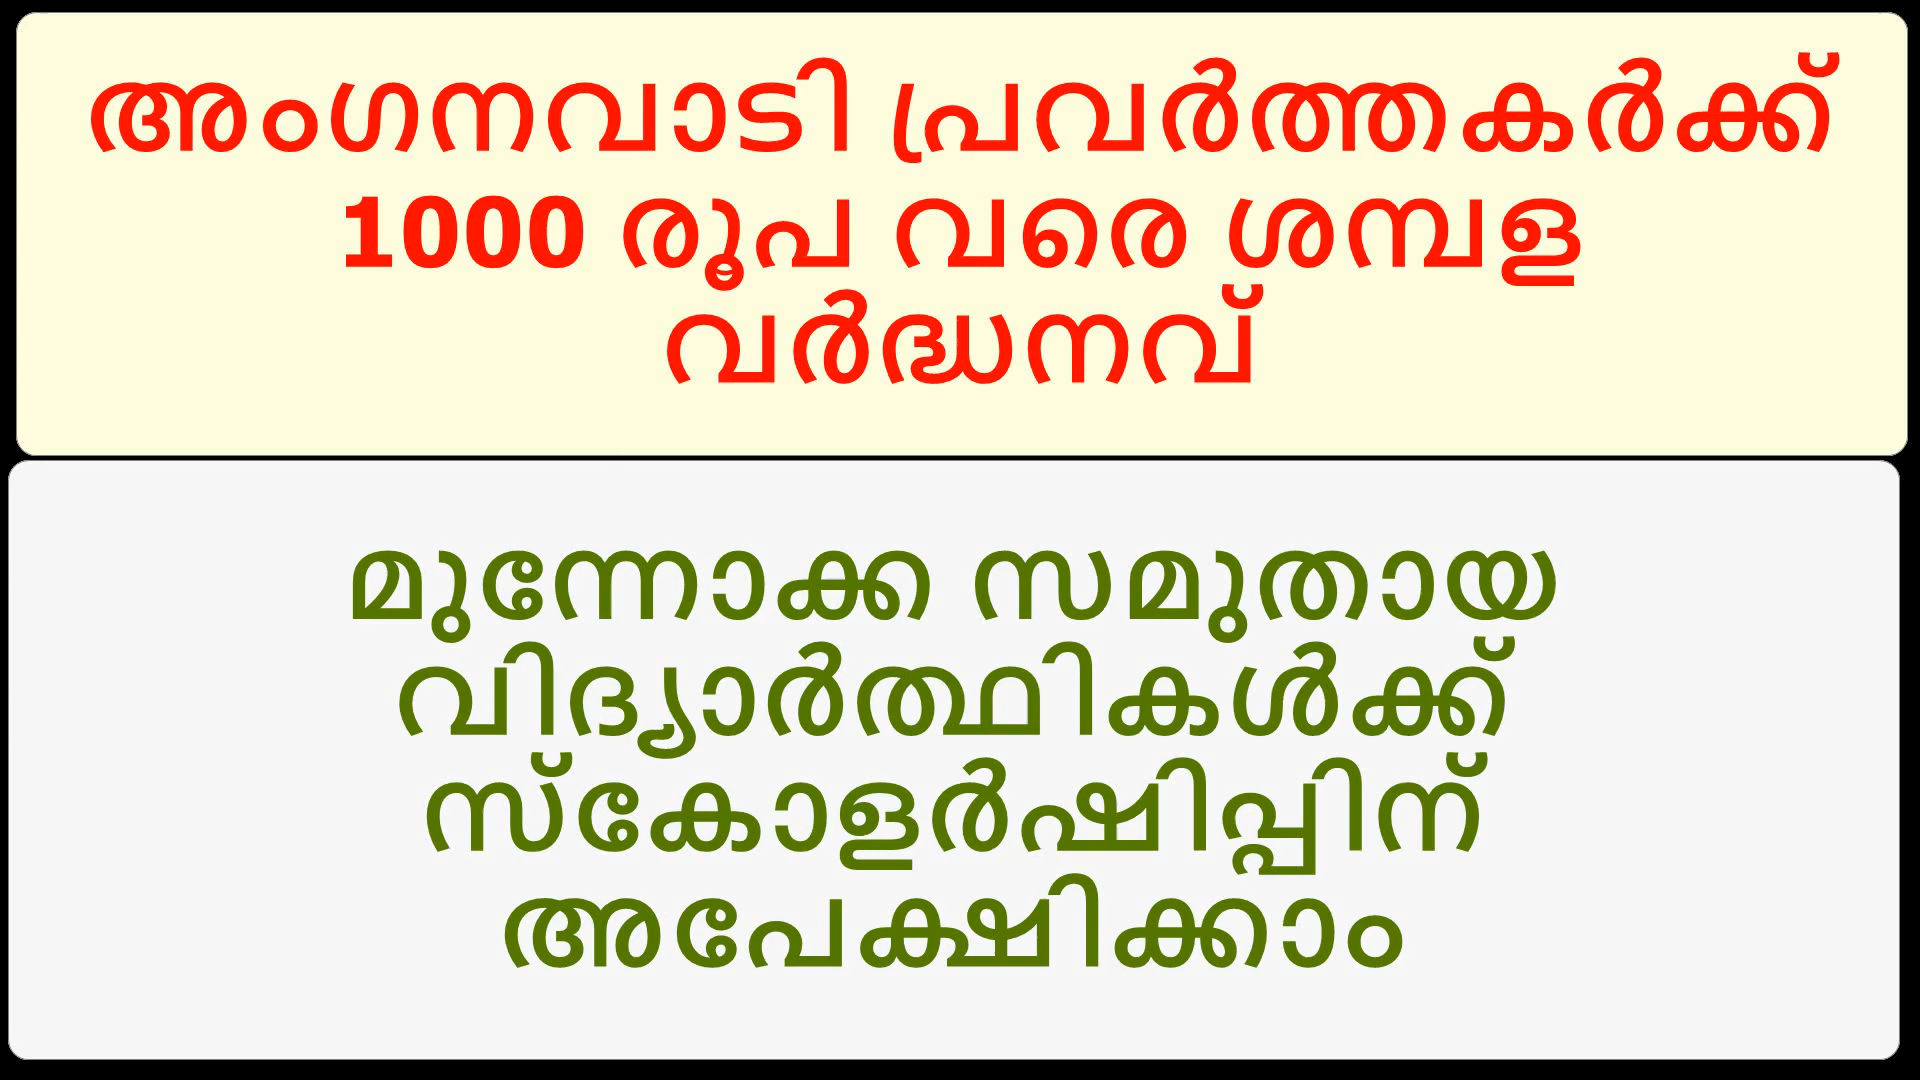 അംഗനവാടി പ്രവർത്തകർക്ക്
1000 രൂപ വരെ ശമ്പള
വർദ്ധനവ്
മുന്നോക്ക സമുതായ
വിദ്യാർത്ഥികൾക്ക്
സ്കോളർഷിപ്പിന്
അപേക്ഷിക്കാം